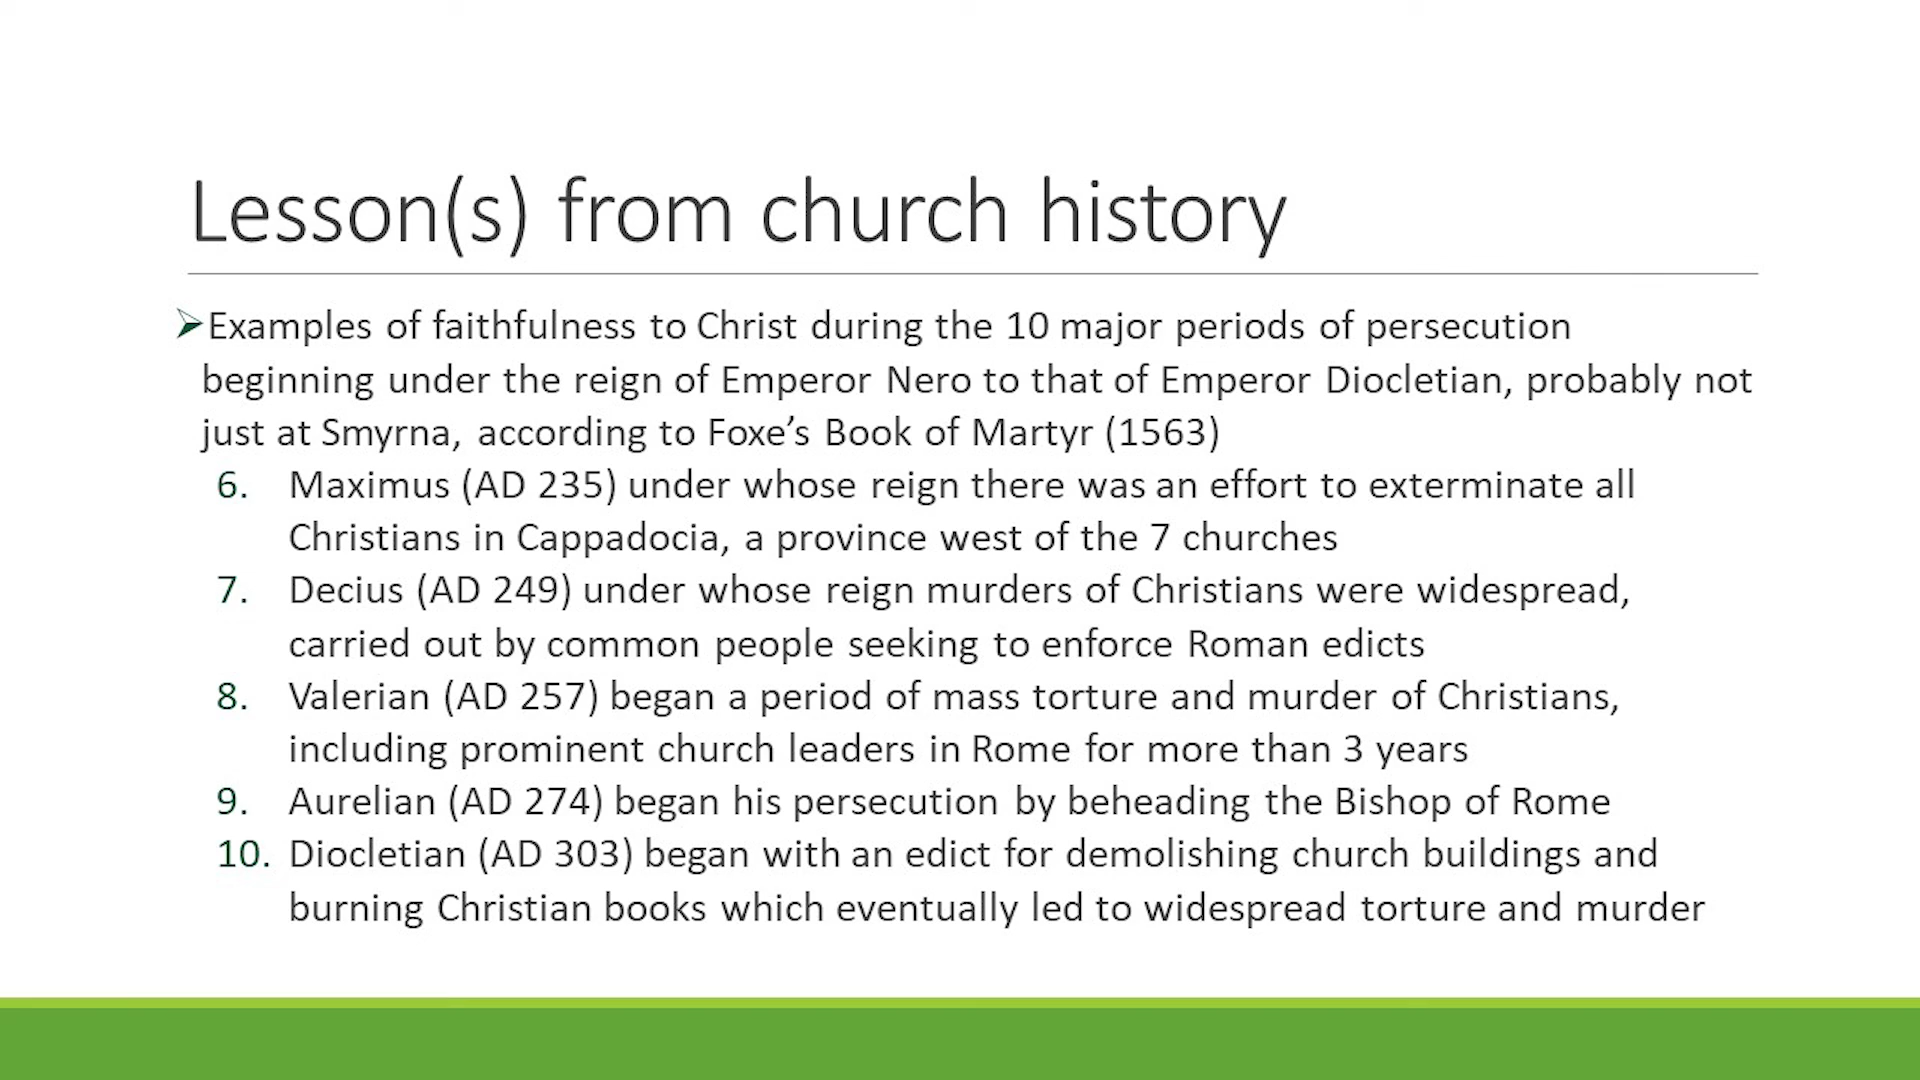 Lesson(s) from church history
➢Examples of faithfulness to Christ during the 10 major periods of persecution
beginning under the reign of Emperor Nero to that of Emperor Diocletian, probably not
just at Smyrna, according to Foxe’s Book of Martyr (1563)
6. Maximus (AD 235) under whose reign there was an effort to exterminate all
Christians in Cappadocia, a province west of the 7 churches
7. Decius (AD 249) under whose reign murders of Christians were widespread,
carried out by common people seeking to enforce Roman edicts
8. Valerian (AD 257) began a period of mass torture and murder of Christians,
including prominent church leaders in Rome for more than 3 years
9. Aurelian (AD 274) began his persecution by beheading the Bishop of Rome
10. Diocletian (AD 303) began with an edict for demolishing church buildings and
burning Christian books which eventually led to widespread torture and murder